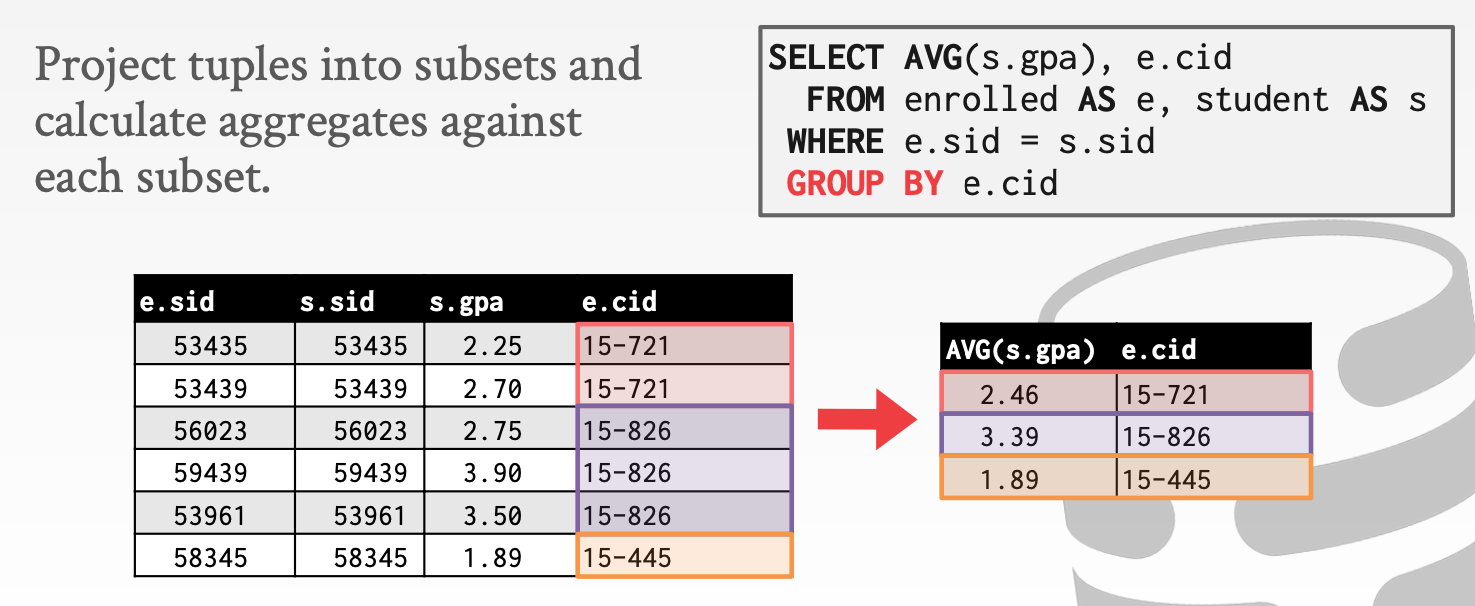 Project tuples into subsets and
calculate aggregates against
each subset.
SELECT AVG(s.gpa), e.cid
FROM enrolled AS e, student AS s
WHERE e.sid = s.sid
GROUP BY e.cid
e.sid s.sid s.gpa e.cid
53435 53435 2.25 15-721
53439 53439 2.70 15-721
56023 56023 2.75 15-826
59439 59439 3.90 15-826
53961 53961 3.50 15-826
58345 58345 1.89 15-445
AVG(s.gpa) e.cid
2.46 15-721
3.39 15-826
1.89 15-445